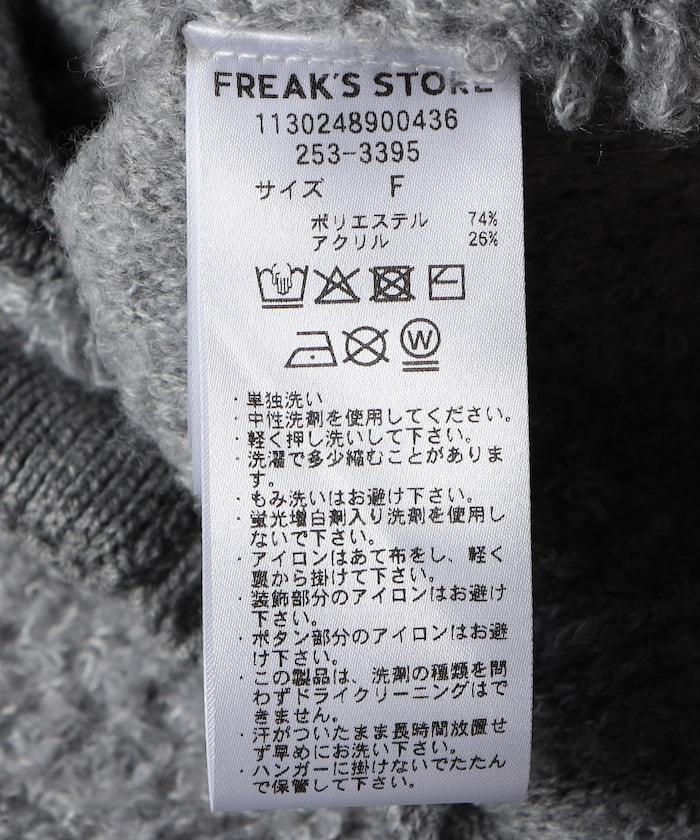 FREAK'S STORE
1130248900436
253-3395
サイズ F
ポリエステル 74%
アクリル 26%
W
・単独洗い
・中性洗剤を使用してください。
・軽く押し洗いして下さい。
・洗濯で多少縮むことがありま
す。
・もみ洗いはお避け下さい。
・蛍光増白剤入り洗剤を使用し
ないで下さい。
・アイロンはあて布をし、軽く
裏から掛けて下さい。
・装飾部分のアイロンはお避け
下さい。
・ボタン部分のアイロンはお避
け下さい。
・この製品は、洗剤の種類を問
わずドライクリーニングはで
きません。
・汗がついたまま長時間放置せ
ず早めにお洗い下さい。
・ハンガーに掛けないでたたん
で保管して下さい。